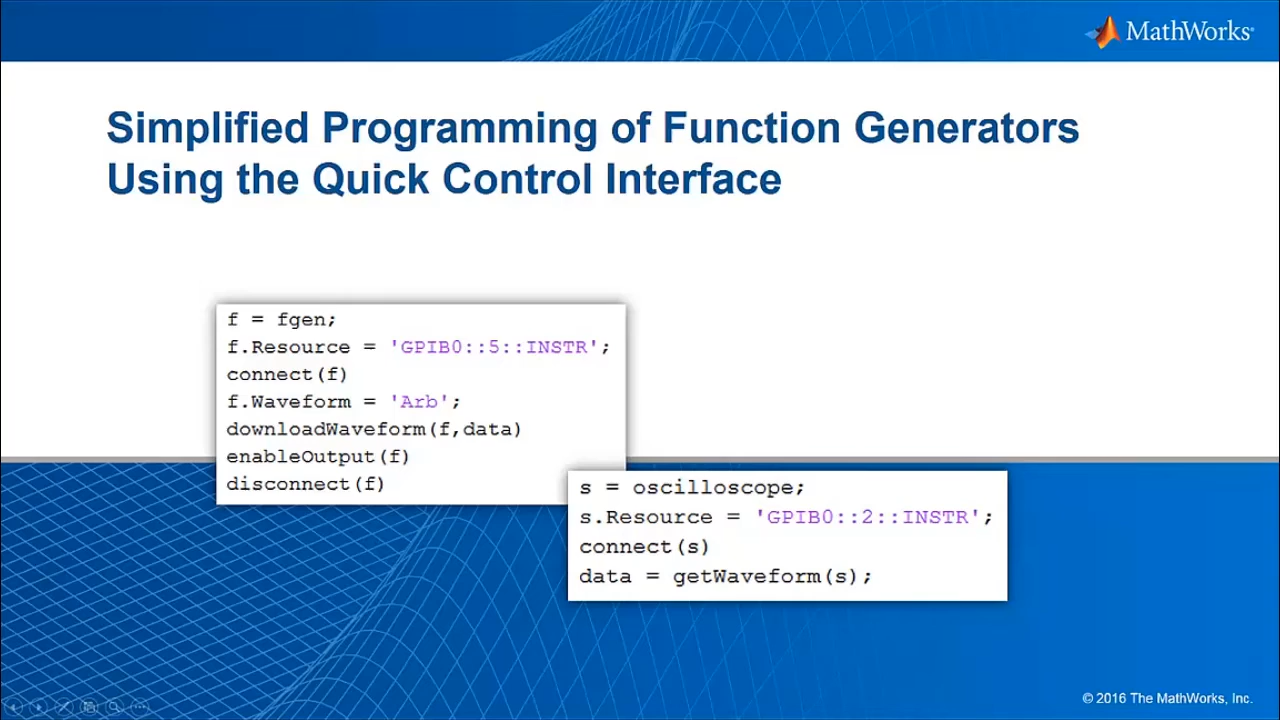 MathWorks®
Simplified Programming of Function Generators
Using the Quick Control Interface
f = fgen;
f.Resource = 'GPIB0::5::INSTR';
connect(f)
f.Waveform = 'Arb';
downloadWaveform(f,data)
enableOutput(f)
disconnect(f)
s = oscilloscope;
s.Resource = 'GPIB0::2::INSTR';
connect(s)
data = getWaveform(s);
© 2016 The MathWorks, Inc.